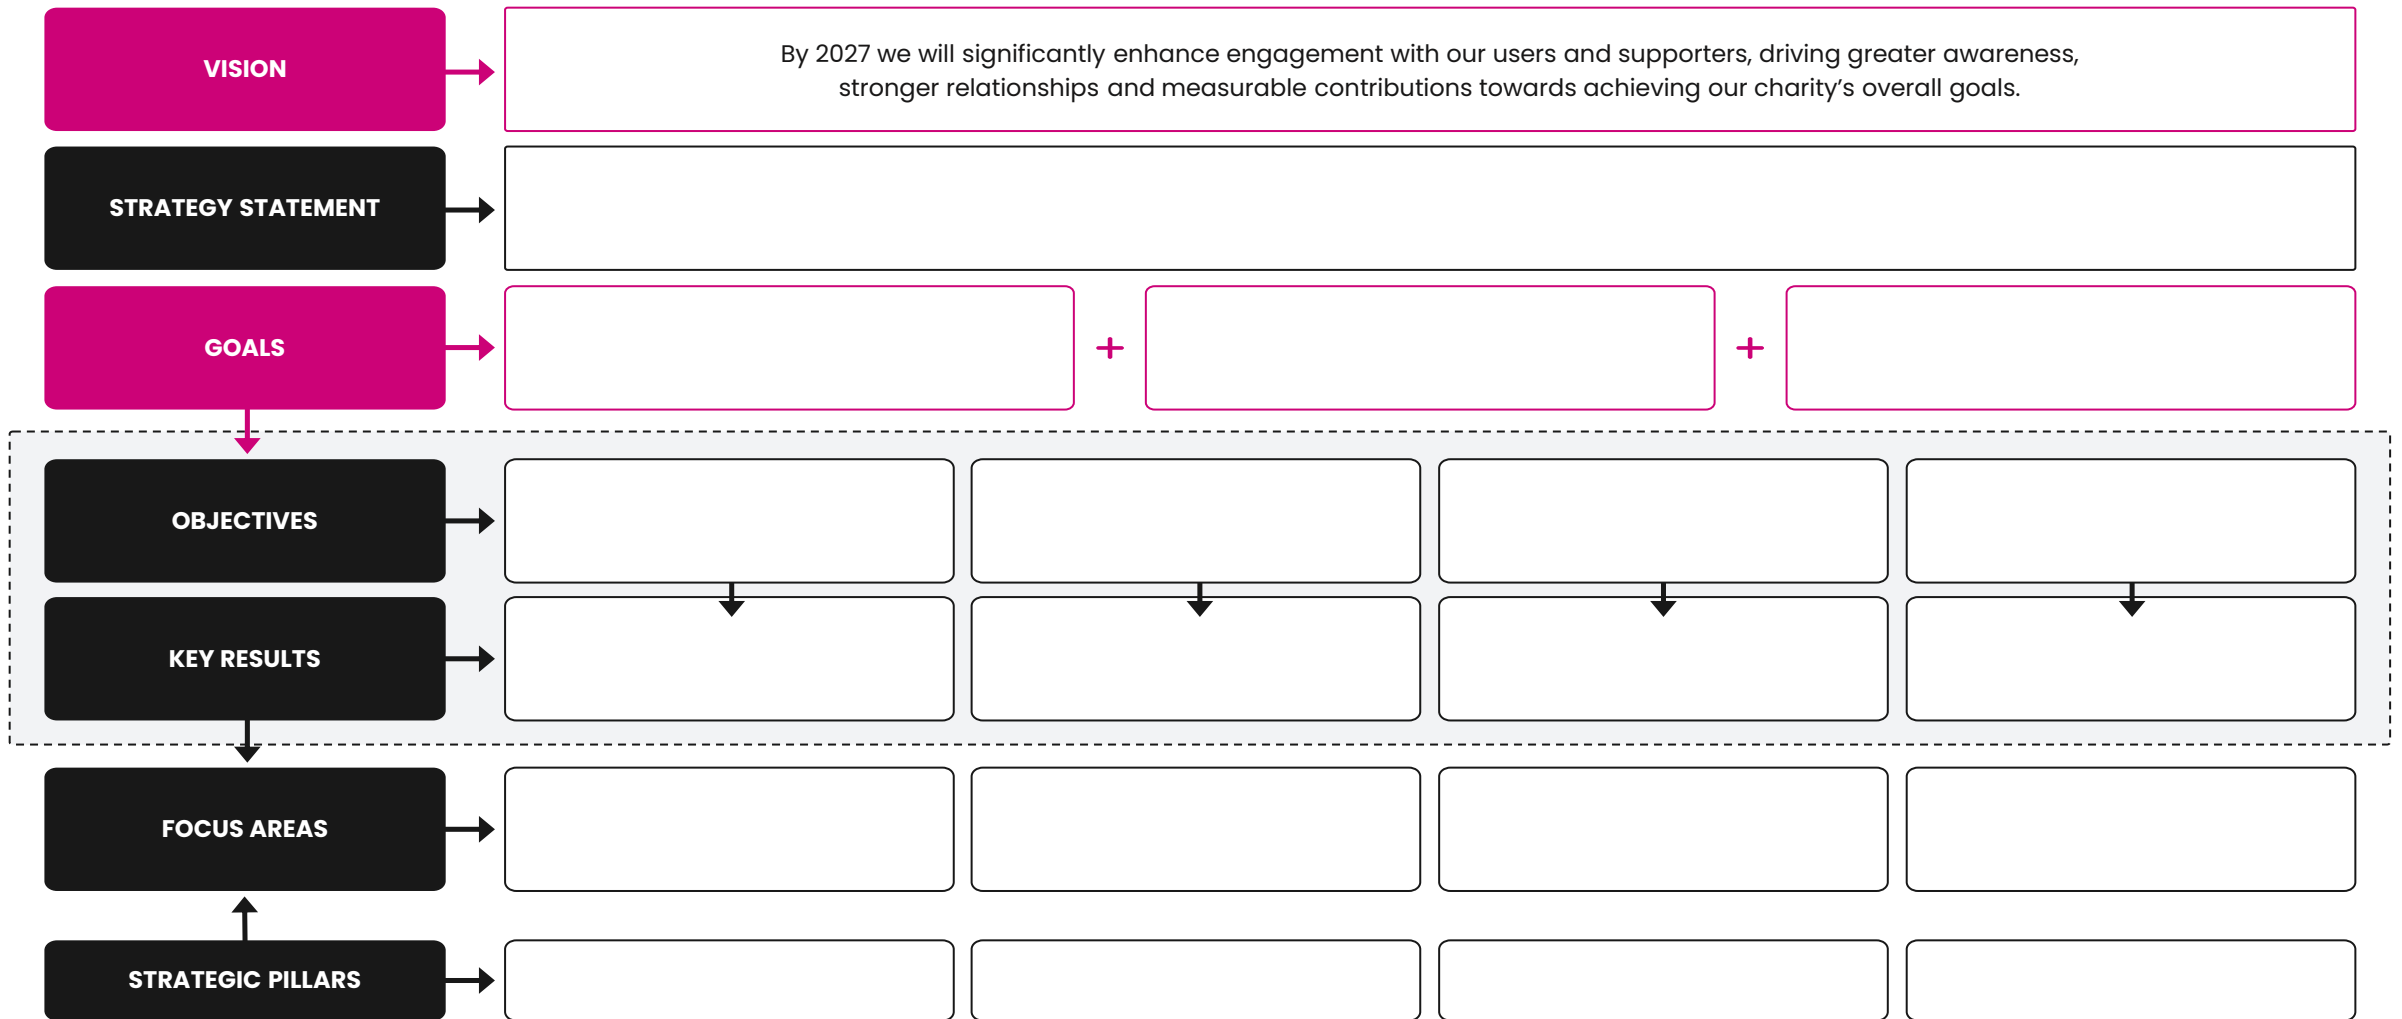 VISION
By 2027 we will significantly enhance engagement with our users and supporters, driving greater awareness,
stronger relationships and measurable contributions towards achieving our charity’s overall goals.
STRATEGY STATEMENT
GOALS
+
+
OBJECTIVES
KEY RESULTS
FOCUS AREAS
STRATEGIC PILLARS